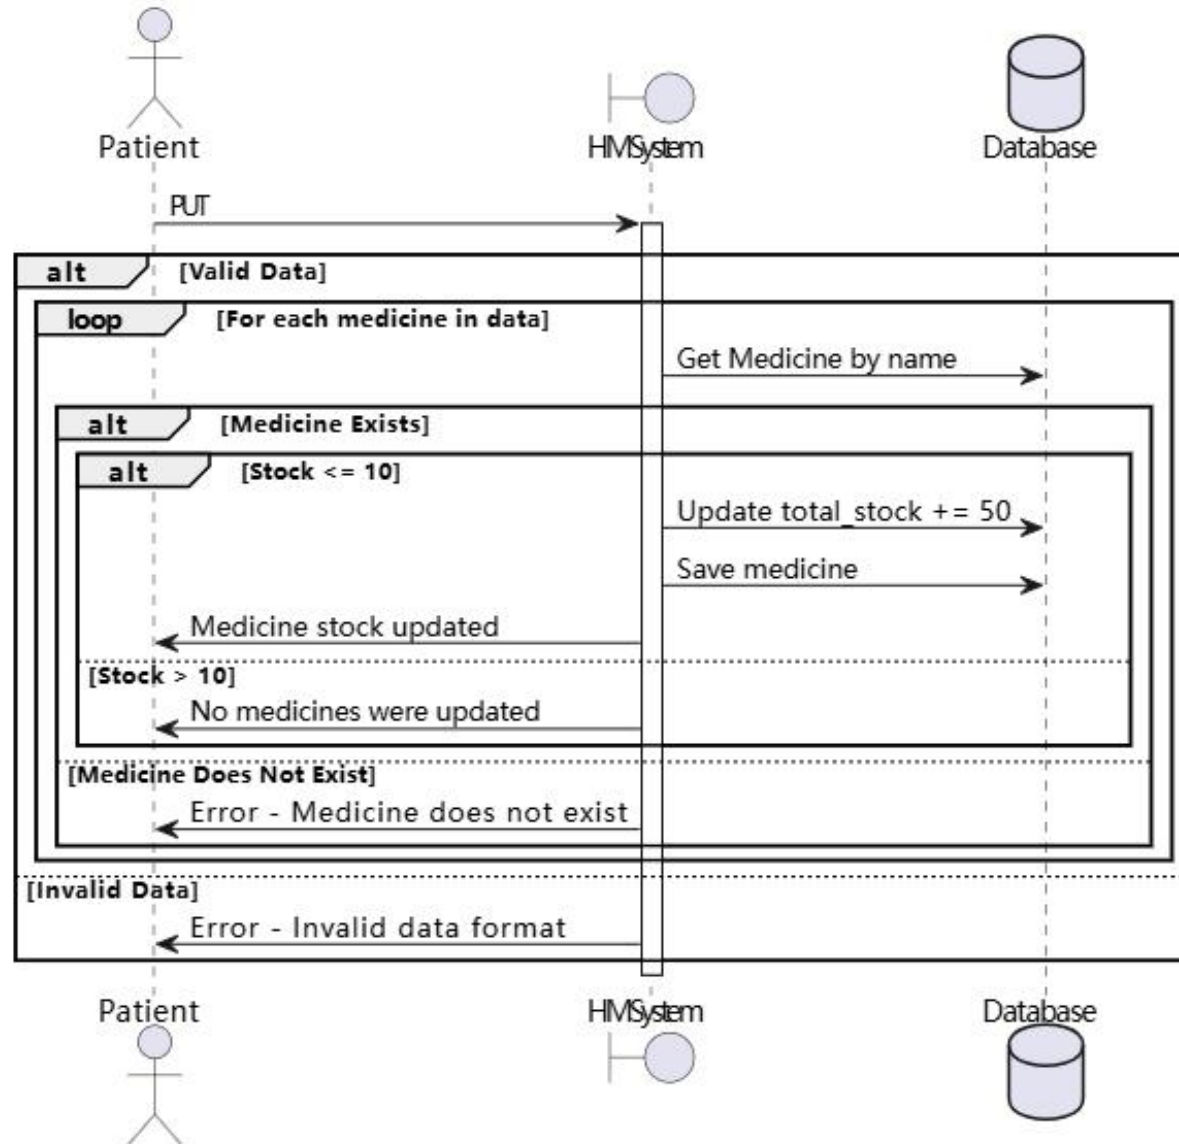 Patient
HMSystem
Database
PUT
alt [Valid Data]
loop [For each medicine in data]
Get Medicine by name
alt [Medicine Exists]
alt [Stock <= 10]
Update total_stock += 50
Save medicine
Medicine stock updated
[Stock > 10]
No medicines were updated
[Medicine Does Not Exist]
Error - Medicine does not exist
[Invalid Data]
Error - Invalid data format
Patient
HMSystem
Database